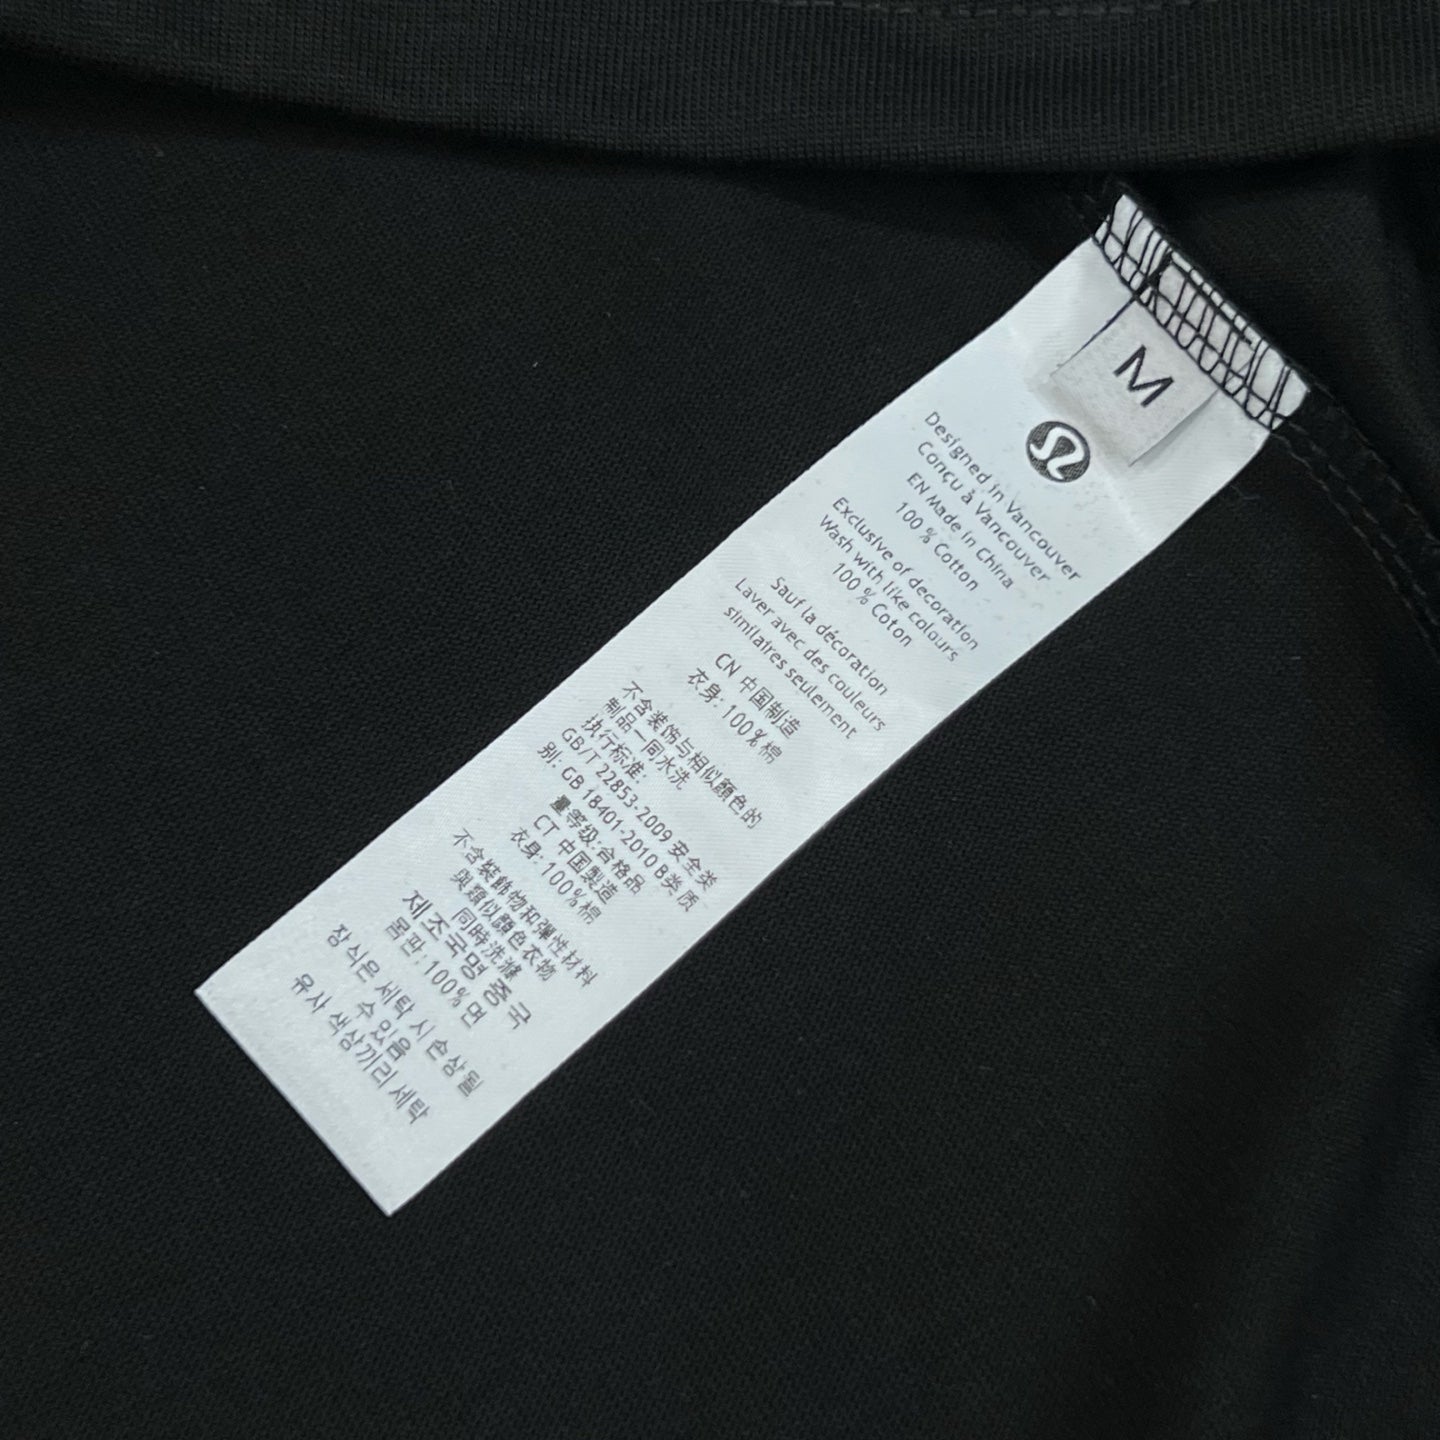 M
Designed in Vancouver
Conçu à Vancouver
EN Made in China
100 % Cotton
Exclusive of decoration
Wash with like colours
100 % Coton
Sauf la décoration
Laver avec des couleurs
similaires seulement
CN 中国制造
衣身: 100%棉
不含装饰与相似顏色的
制品一同水洗
执行标准:
GB/T 22853-2009 安全类
别: GB 18401-2010 B类 质
量等级:合格品
CT 中国製造
衣身: 100%棉
不含裝飾物和彈性材料
與類似顏色衣物
同時洗滌
제조국명 중국
몸판: 100%면
장식은 세탁 시 손상될
수 있음
유사 색상끼리 세탁